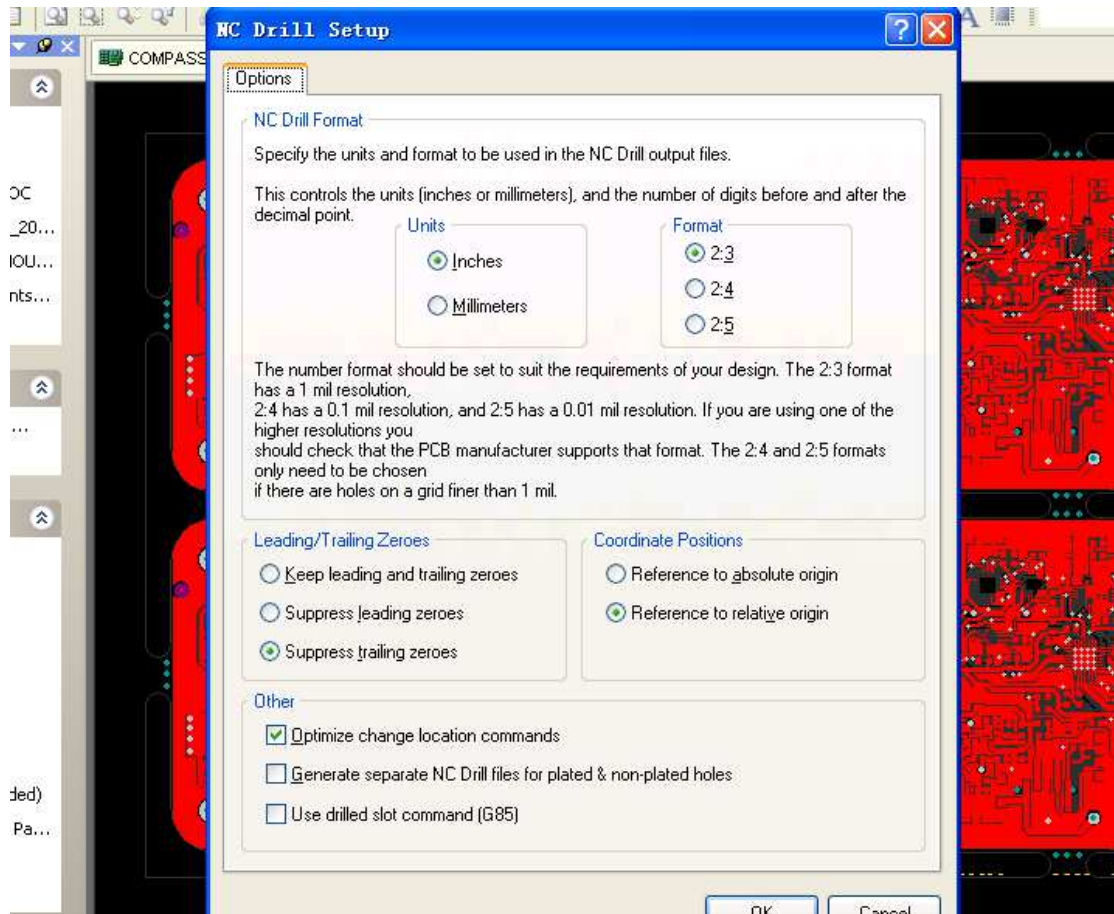 NC Drill Setup
COMPASS
Options
NC Drill Format
Specify the units and format to be used in the NC Drill output files.
This controls the units (inches or millimeters), and the number of digits before and after the
decimal point.
Units
Format
Inches
2:3
Millimeters
2:4
2:5
The number format should be set to suit the requirements of your design. The 2:3 format
has a 1 mil resolution,
2:4 has a 0.1 mil resolution, and 2:5 has a 0.01 mil resolution. If you are using one of the
higher resolutions you
should check that the PCB manufacturer supports that format. The 2:4 and 2:5 formats
only need to be chosen
if there are holes on a grid finer than 1 mil.
Leading/Trailing Zeroes
Coordinate Positions
Keep leading and trailing zeroes
Reference to absolute origin
Suppress leading zeroes
Reference to relative origin
Suppress trailing zeroes
Other
Optimize change location commands
Generate separate NC Drill files for plated & non-plated holes
Use drilled slot command (G85)
OK
Cancel
_20...
nts...
...
ded)
Pa...